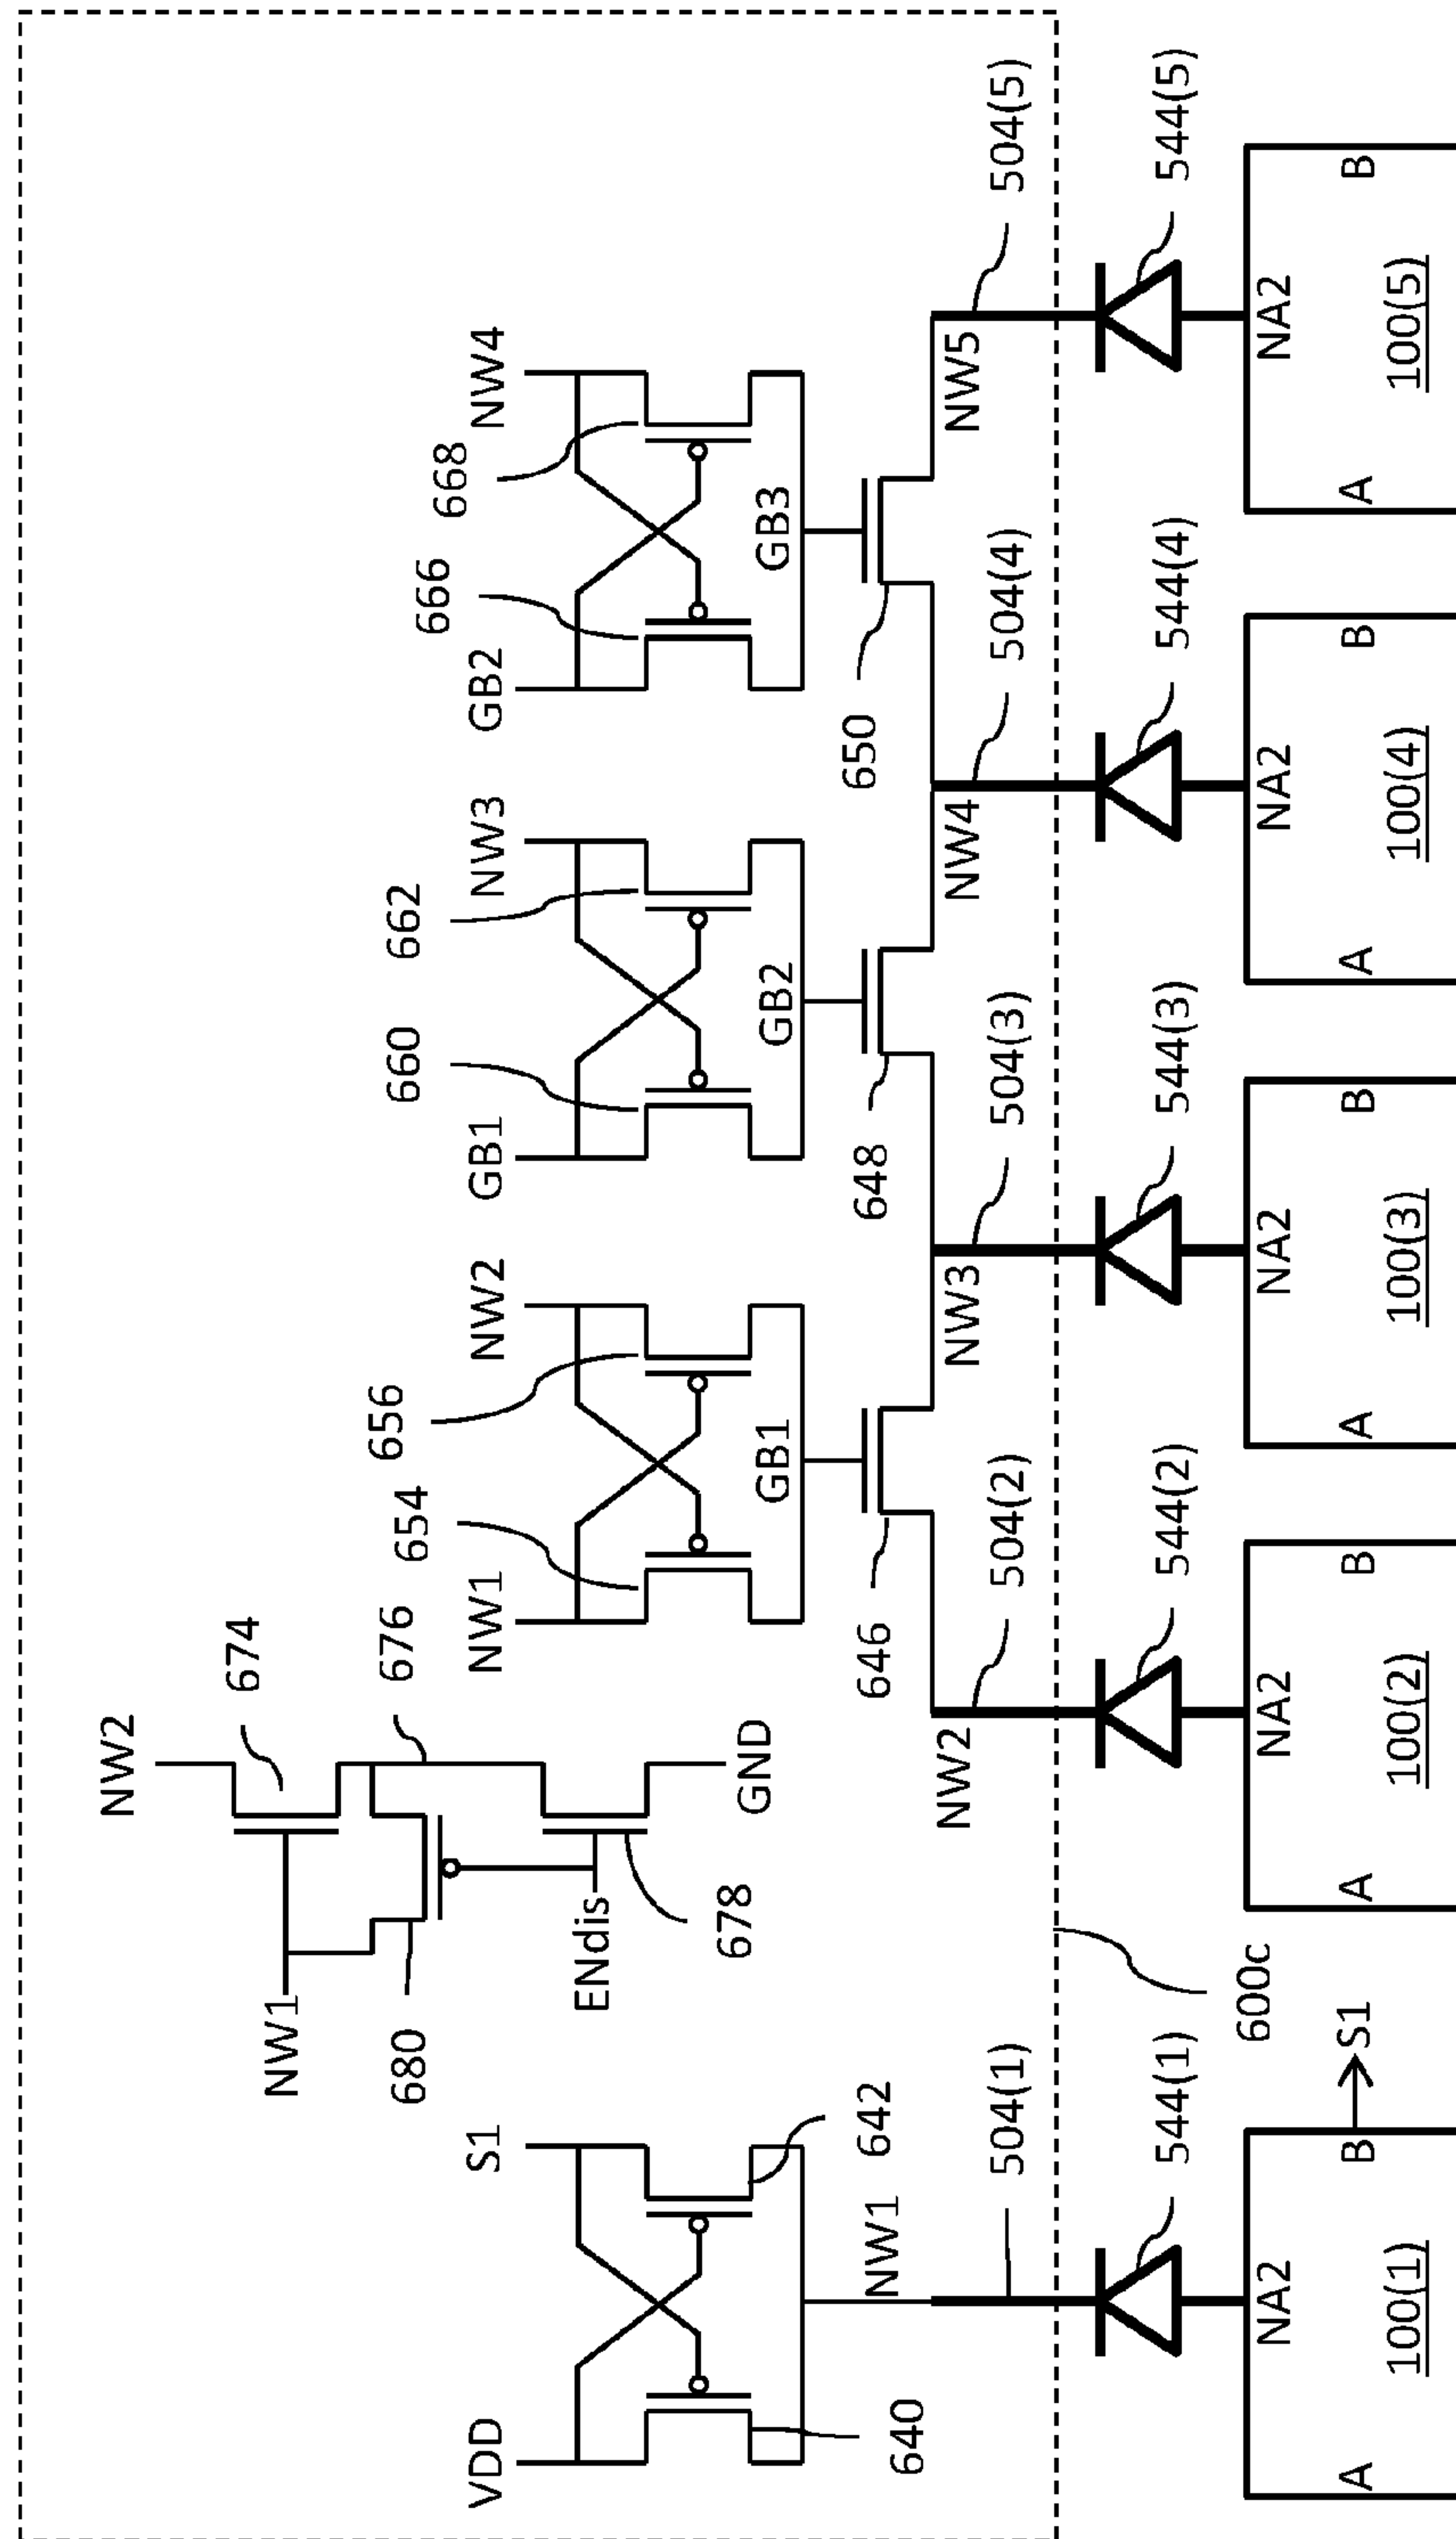 NW2
674
NW1
676
680
ENdis
678
GND
VDD
S1
640
642
NW1
504(1)
NW1
NW2
654
656
GB1
646
NW2
504(2)
GB1
NW3
660
662
GB2
648
NW3
504(3)
GB2
NW4
666
668
GB3
650
NW4
504(4)
NW5
504(5)
600c
544(1)
544(2)
544(3)
544(4)
544(5)
NA2
A
B
S1
100(1)
NA2
A
B
100(2)
NA2
A
B
100(3)
NA2
A
B
100(4)
NA2
A
B
100(5)